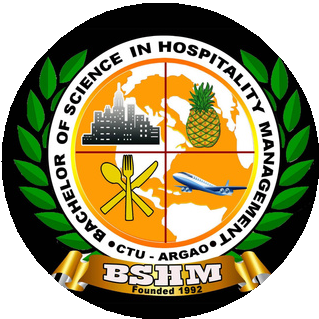 BACHELOR OF SCIENCE IN HOSPITALITY MANAGEMENT
• CTU - ARGAO •
BSHM
Founded 1992